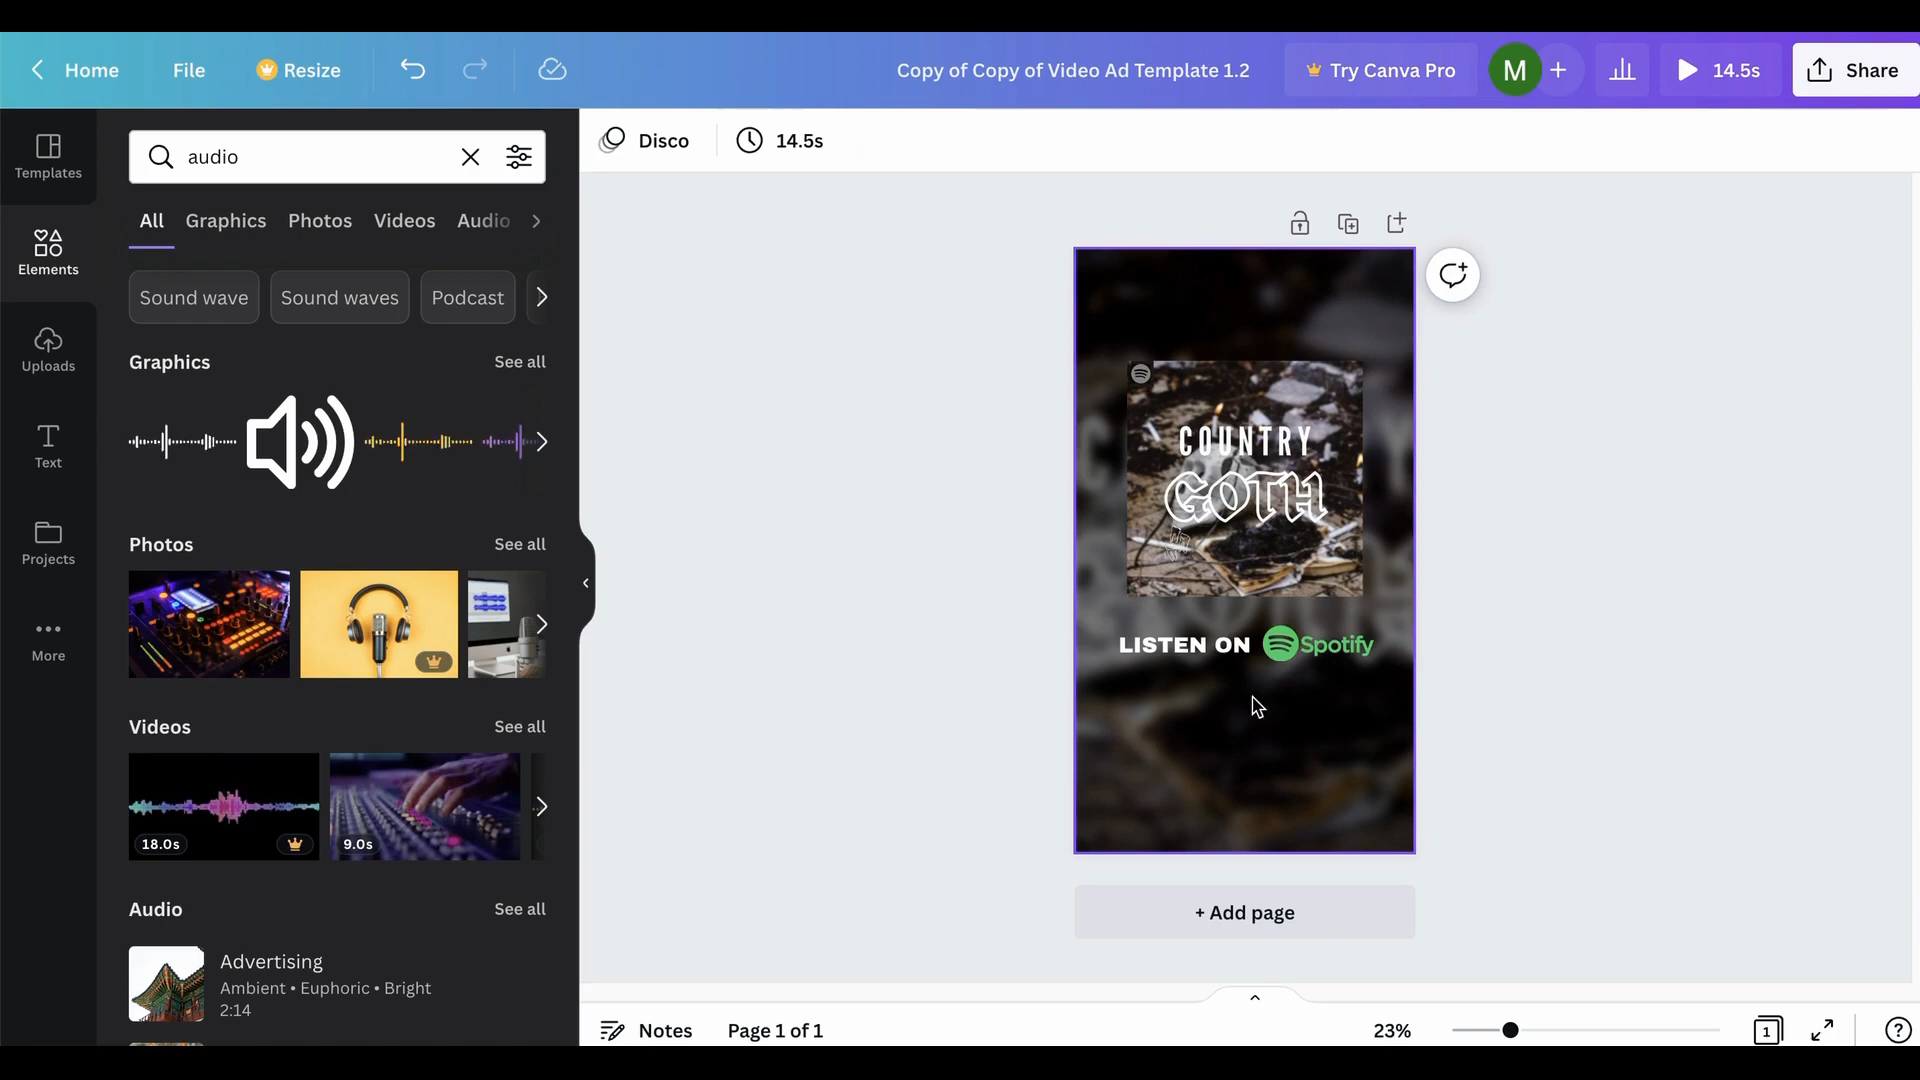 Home
File
Resize
Copy of Copy of Video Ad Template 1.2
Try Canva Pro
M
14.5s
Share
Templates
Elements
Uploads
Text
Projects
More
audio
All
Graphics
Photos
Videos
Audio
Sound wave
Sound waves
Podcast
Graphics
See all
Photos
See all
Videos
See all
18.0s
9.0s
Audio
See all
Advertising
Ambient • Euphoric • Bright
2:14
Disco
14.5s
COUNTRY
GOTH
LISTEN ON Spotify
+ Add page
Notes
Page 1 of 1
23%
1